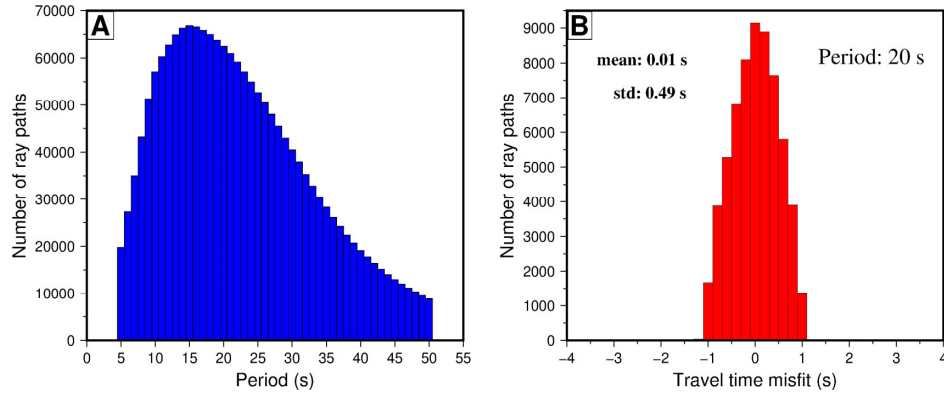 A
70000
60000
50000
40000
30000
20000
10000
0
Number of ray paths
0 5 10 15 20 25 30 35 40 45 50 55
Period (s)
B
mean: 0.01 s
std: 0.49 s
Period: 20 s
9000
8000
7000
6000
5000
4000
3000
2000
1000
0
Number of ray paths
−4 −3 −2 −1 0 1 2 3 4
Travel time misfit (s)